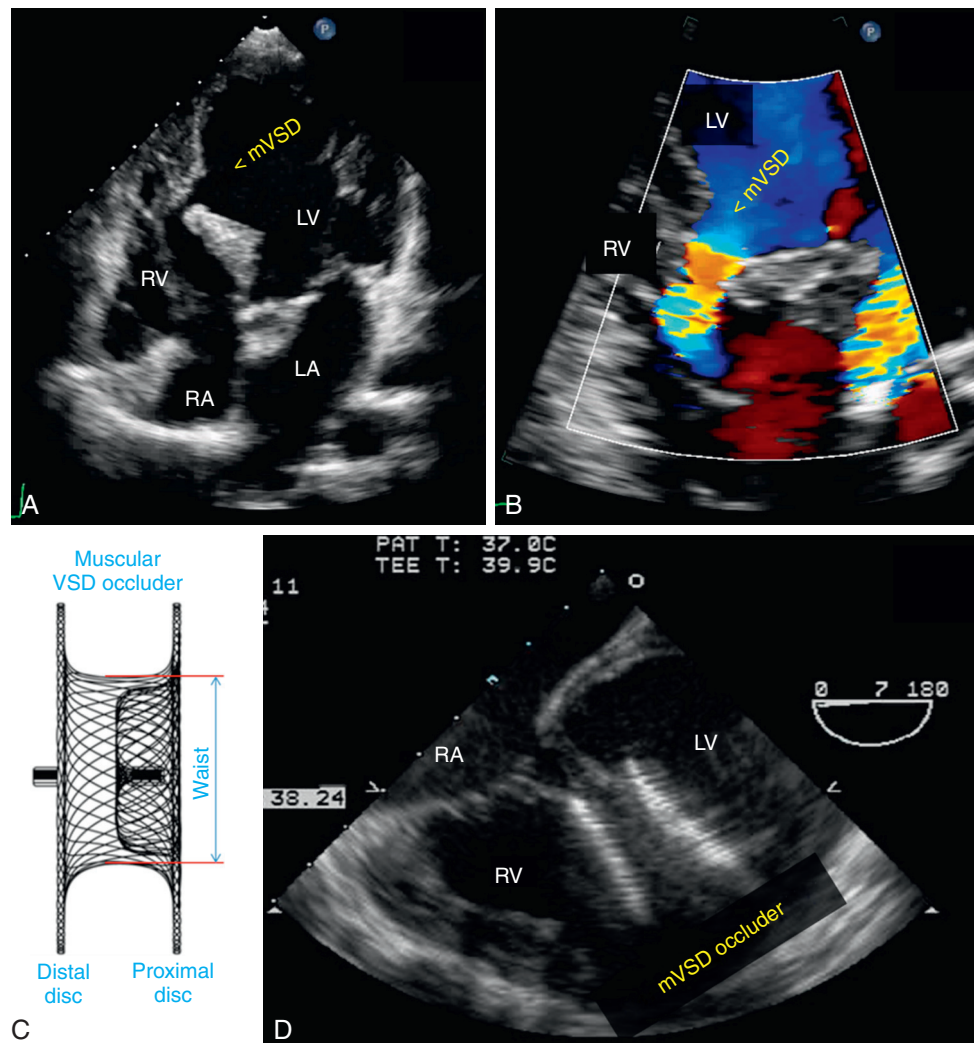 P
< mVSD
LV
RV
RA
LA
A
P
LV
< mVSD
RV
B
Muscular
VSD occluder
Waist
Distal
disc
Proximal
disc
C
PAT T: 37.0C
TEE T: 39.9C
11
0 7 180
RA
LV
38.24
RV
mVSD occluder
D